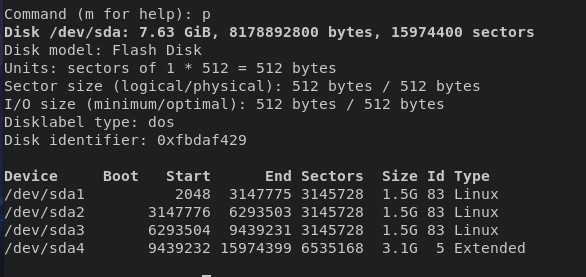 Command (m for help): p
Disk /dev/sda: 7.63 GiB, 8178892800 bytes, 15974400 sectors
Disk model: Flash Disk
Units: sectors of 1 * 512 = 512 bytes
Sector size (logical/physical): 512 bytes / 512 bytes
I/O size (minimum/optimal): 512 bytes / 512 bytes
Disklabel type: dos
Disk identifier: 0xfbdaf429

Device     Boot   Start      End Sectors  Size Id Type
/dev/sda1          2048  3147775 3145728  1.5G 83 Linux
/dev/sda2       3147776  6293503 3145728  1.5G 83 Linux
/dev/sda3       6293504  9439231 3145728  1.5G 83 Linux
/dev/sda4       9439232 15974399 6535168  3.1G  5 Extended